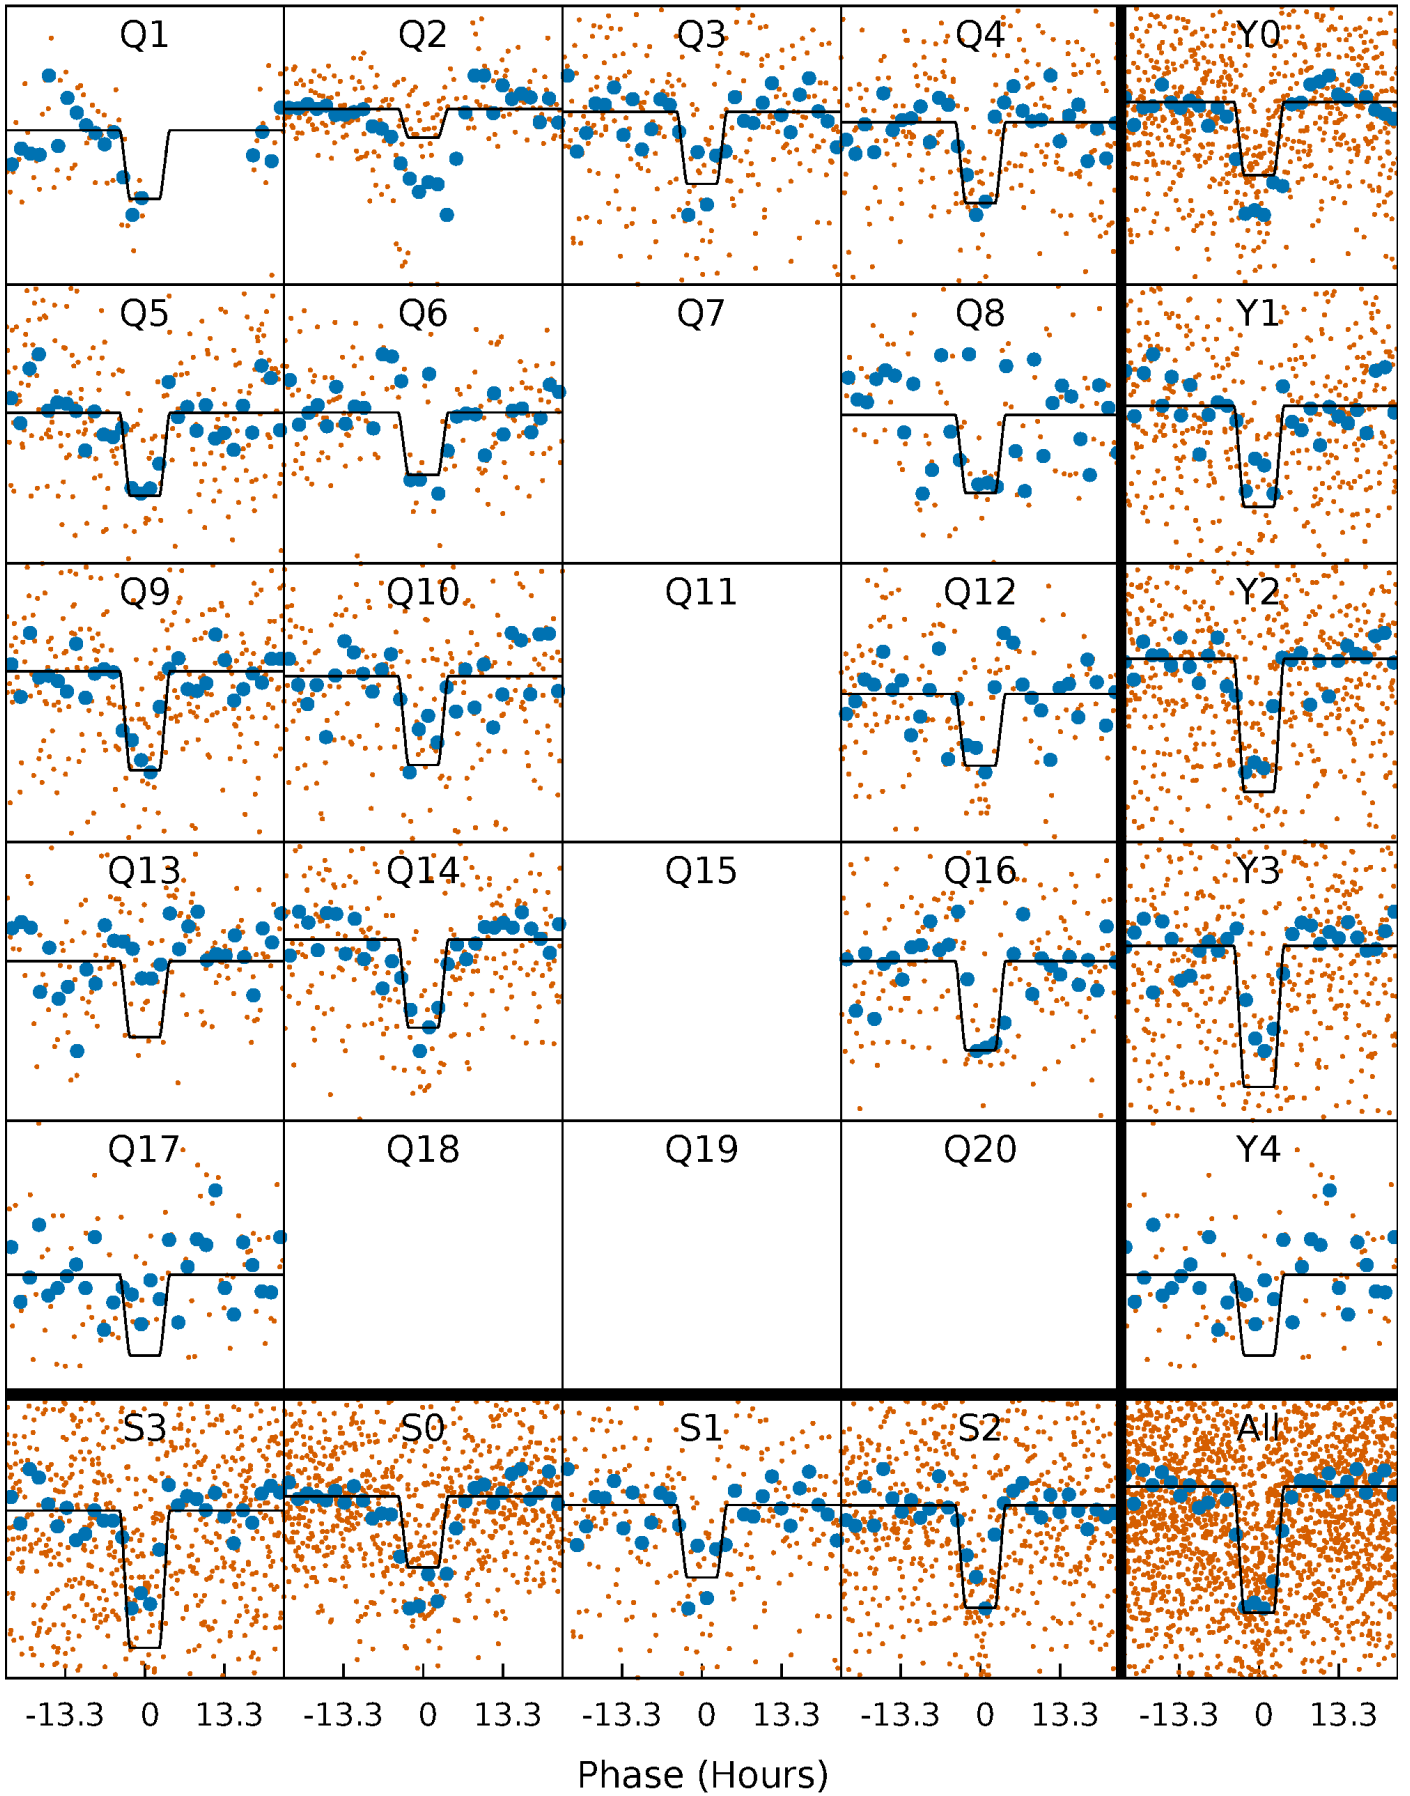 Q1 Q2 Q3 Q4 Y0
Q5 Q6 Q7 Q8 Y1
Q9 Q10 Q11 Q12 Y2
Q13 Q14 Q15 Q16 Y3
Q17 Q18 Q19 Q20 Y4
S3 S0 S1 S2 All
-13.3 0 13.3 -13.3 0 13.3 -13.3 0 13.3 -13.3 0 13.3 -13.3 0 13.3
Phase (Hours)